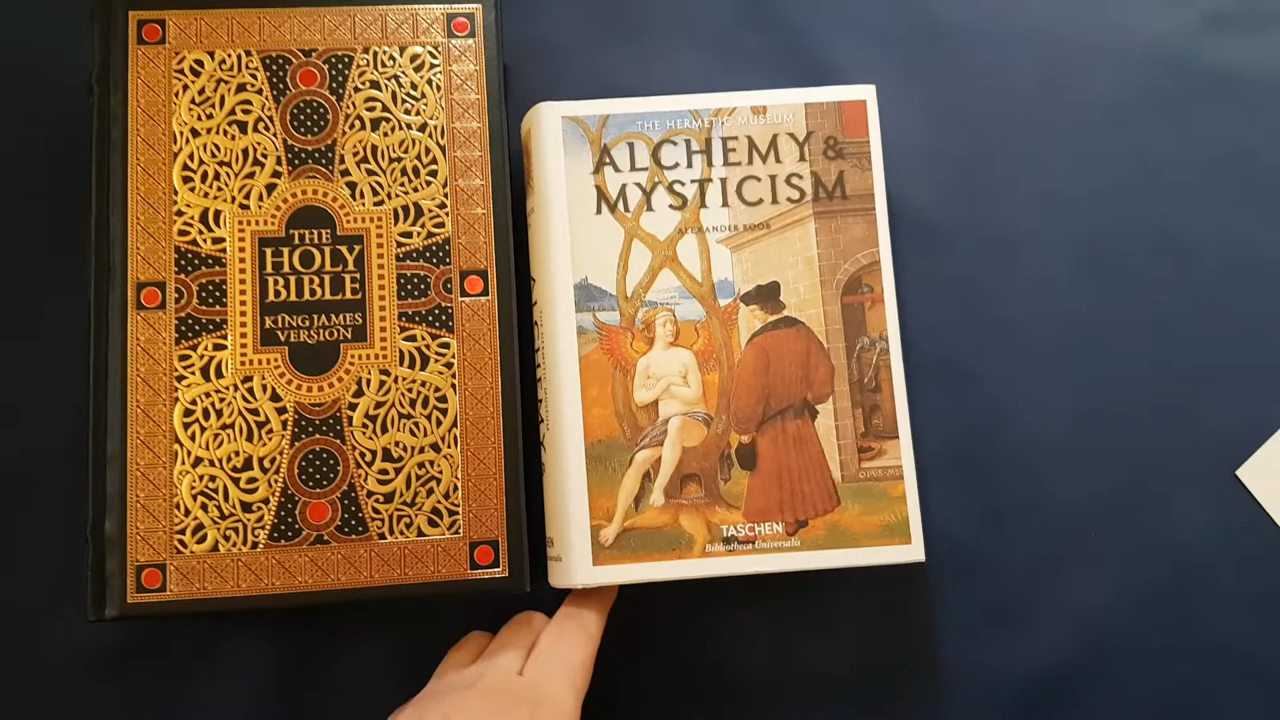 THE
HOLY
BIBLE
KING JAMES
VERSION
THE HERMETIC MUSEUM
ALCHEMY &
MYSTICISM
ALEXANDER ROOB
TASCHEN
Bibliotheca Universalis